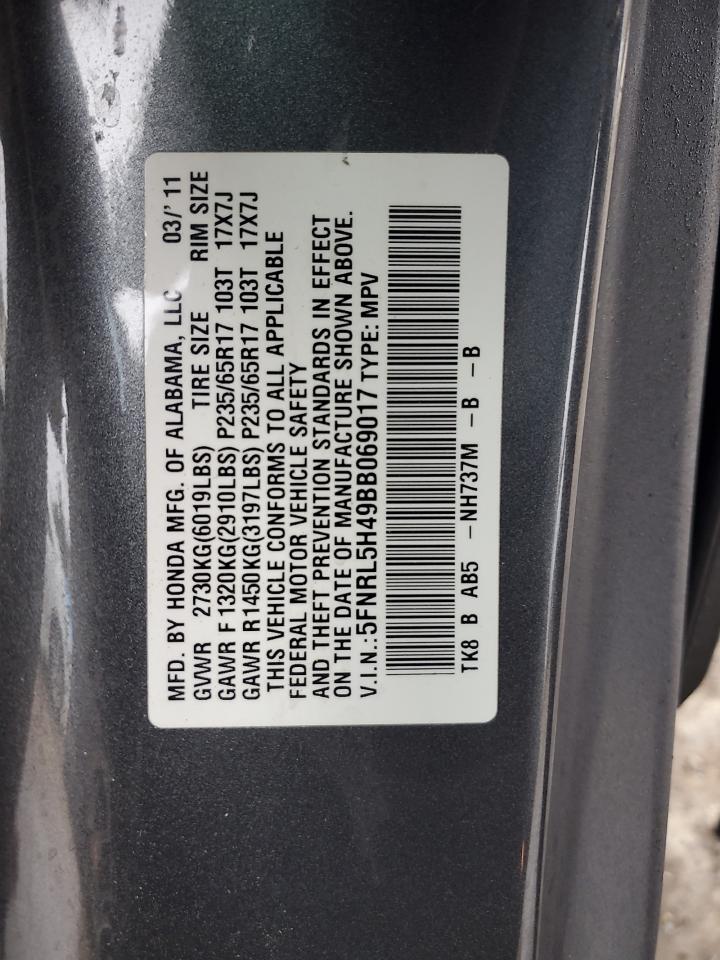 MFD. BY HONDA MFG. OF ALABAMA, LLC 03/'11
GVWR 2730KG(6019LBS) TIRE SIZE RIM SIZE
GAWR F 1320KG(2910LBS) P235/65R17 103T 17X7J
GAWR R1450KG(3197LBS) P235/65R17 103T 17X7J
THIS VEHICLE CONFORMS TO ALL APPLICABLE
FEDERAL MOTOR VEHICLE SAFETY
AND THEFT PREVENTION STANDARDS IN EFFECT
ON THE DATE OF MANUFACTURE SHOWN ABOVE.
V.I.N.:5FNRL5H49BB069017 TYPE: MPV
TK8 B AB5 -NH737M -B -B